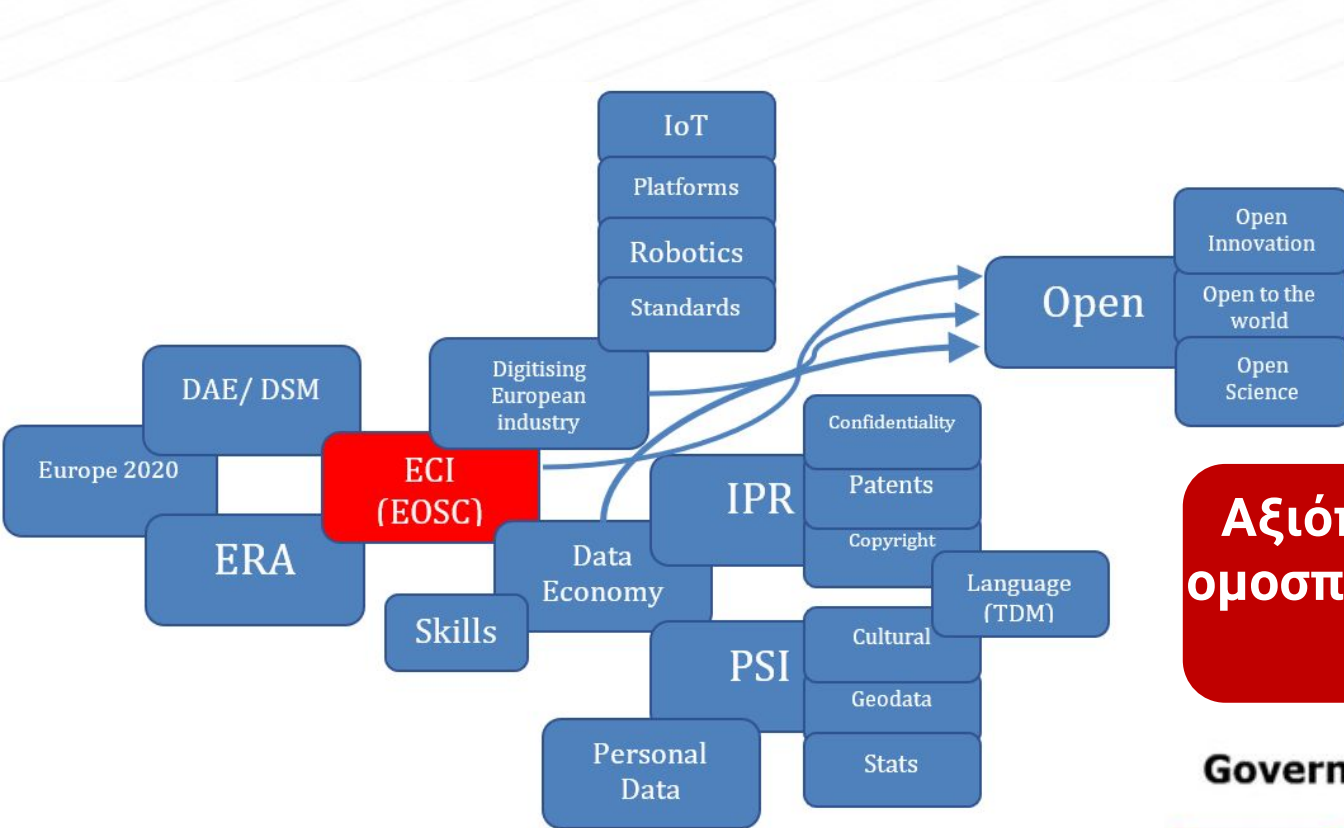 IoT
Platforms
Robotics
Standards
Open
Innovation
Open
Open to the
world
Open
Science
Digitising
European
industry
DAE/ DSM
Europe 2020
ECI
(EOSC)
ERA
Confidentiality
IPR
Patents
Copyright
Data
Economy
Language
(TDM)
Skills
Cultural
PSI
Geodata
Stats
Personal
Data